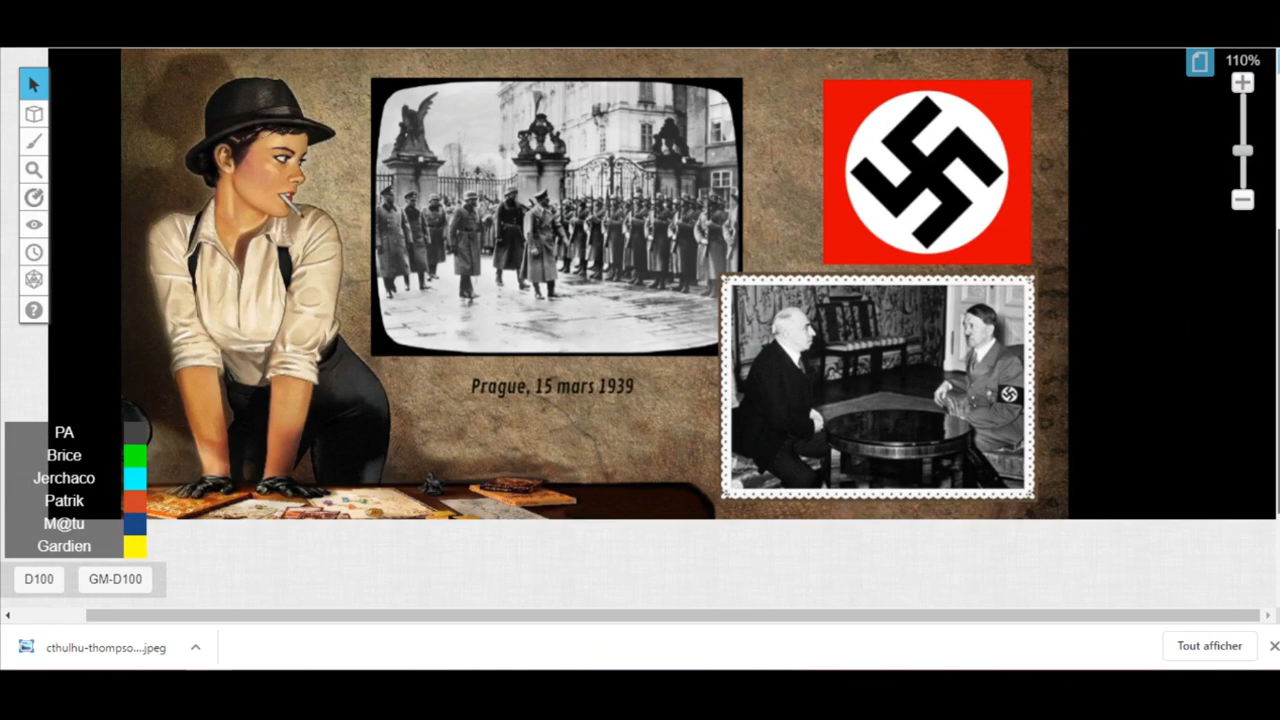 110%
Prague, 15 mars 1939
PA
Brice
Jerchaco
Patrik
M@tu
Gardien
D100
GM-D100
cthulhu-thompso....jpeg
Tout afficher